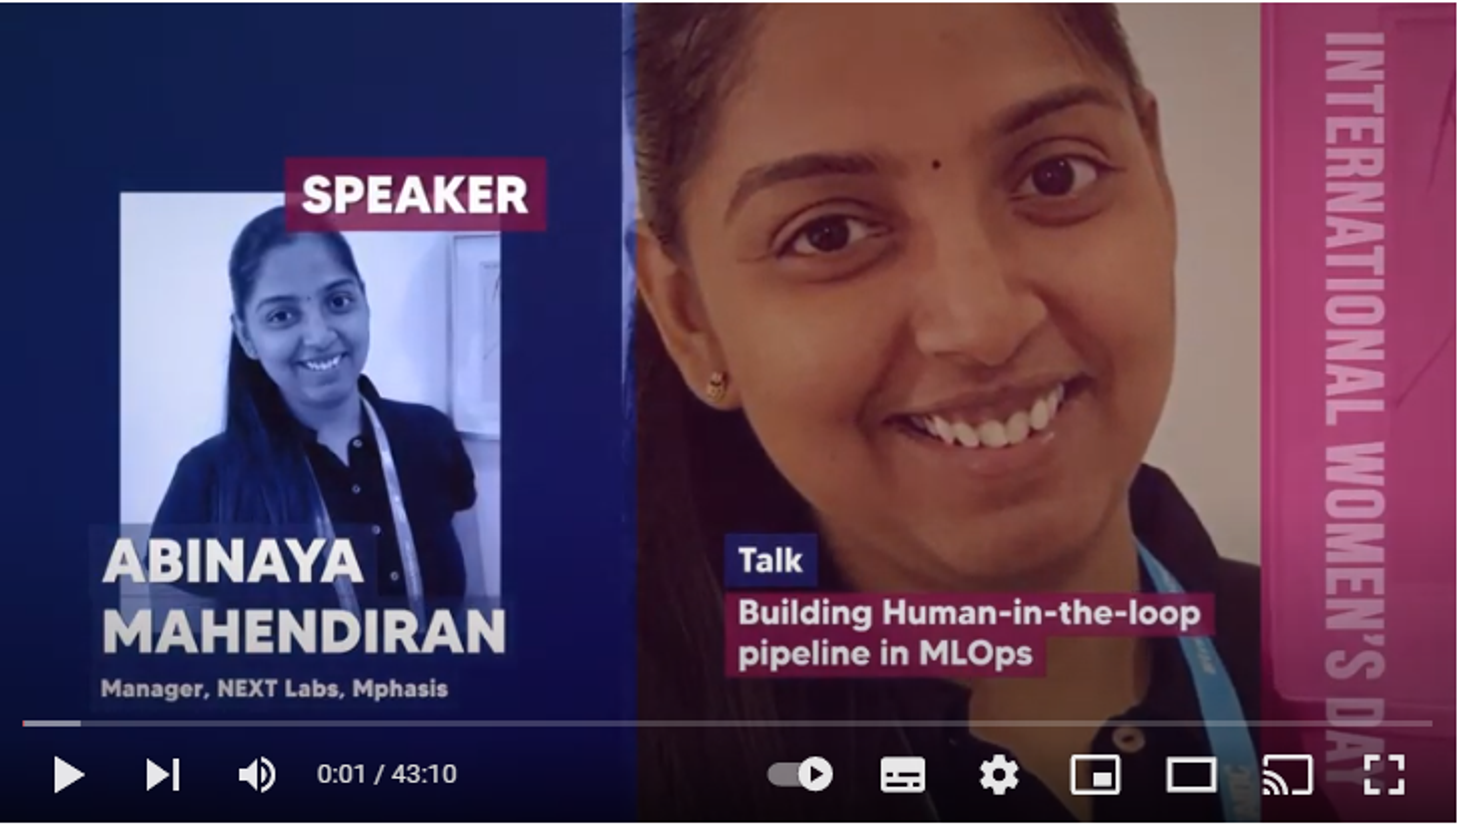 SPEAKER
ABINAYA
MAHENDIRAN
Manager, NEXT Labs, Mphasis
Talk
Building Human-in-the-loop
pipeline in MLOps
INTERNATIONAL WOMEN'S DAY
0:01 / 43:10